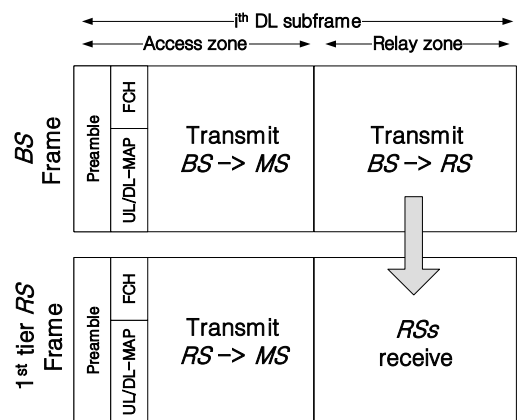 ith DL subframe
Access zone
Relay zone
BS
Frame
Preamble
FCH
UL/DL-MAP
Transmit
BS -> MS
Transmit
BS -> RS
1st tier RS
Frame
Preamble
FCH
UL/DL-MAP
Transmit
RS -> MS
RSs
receive